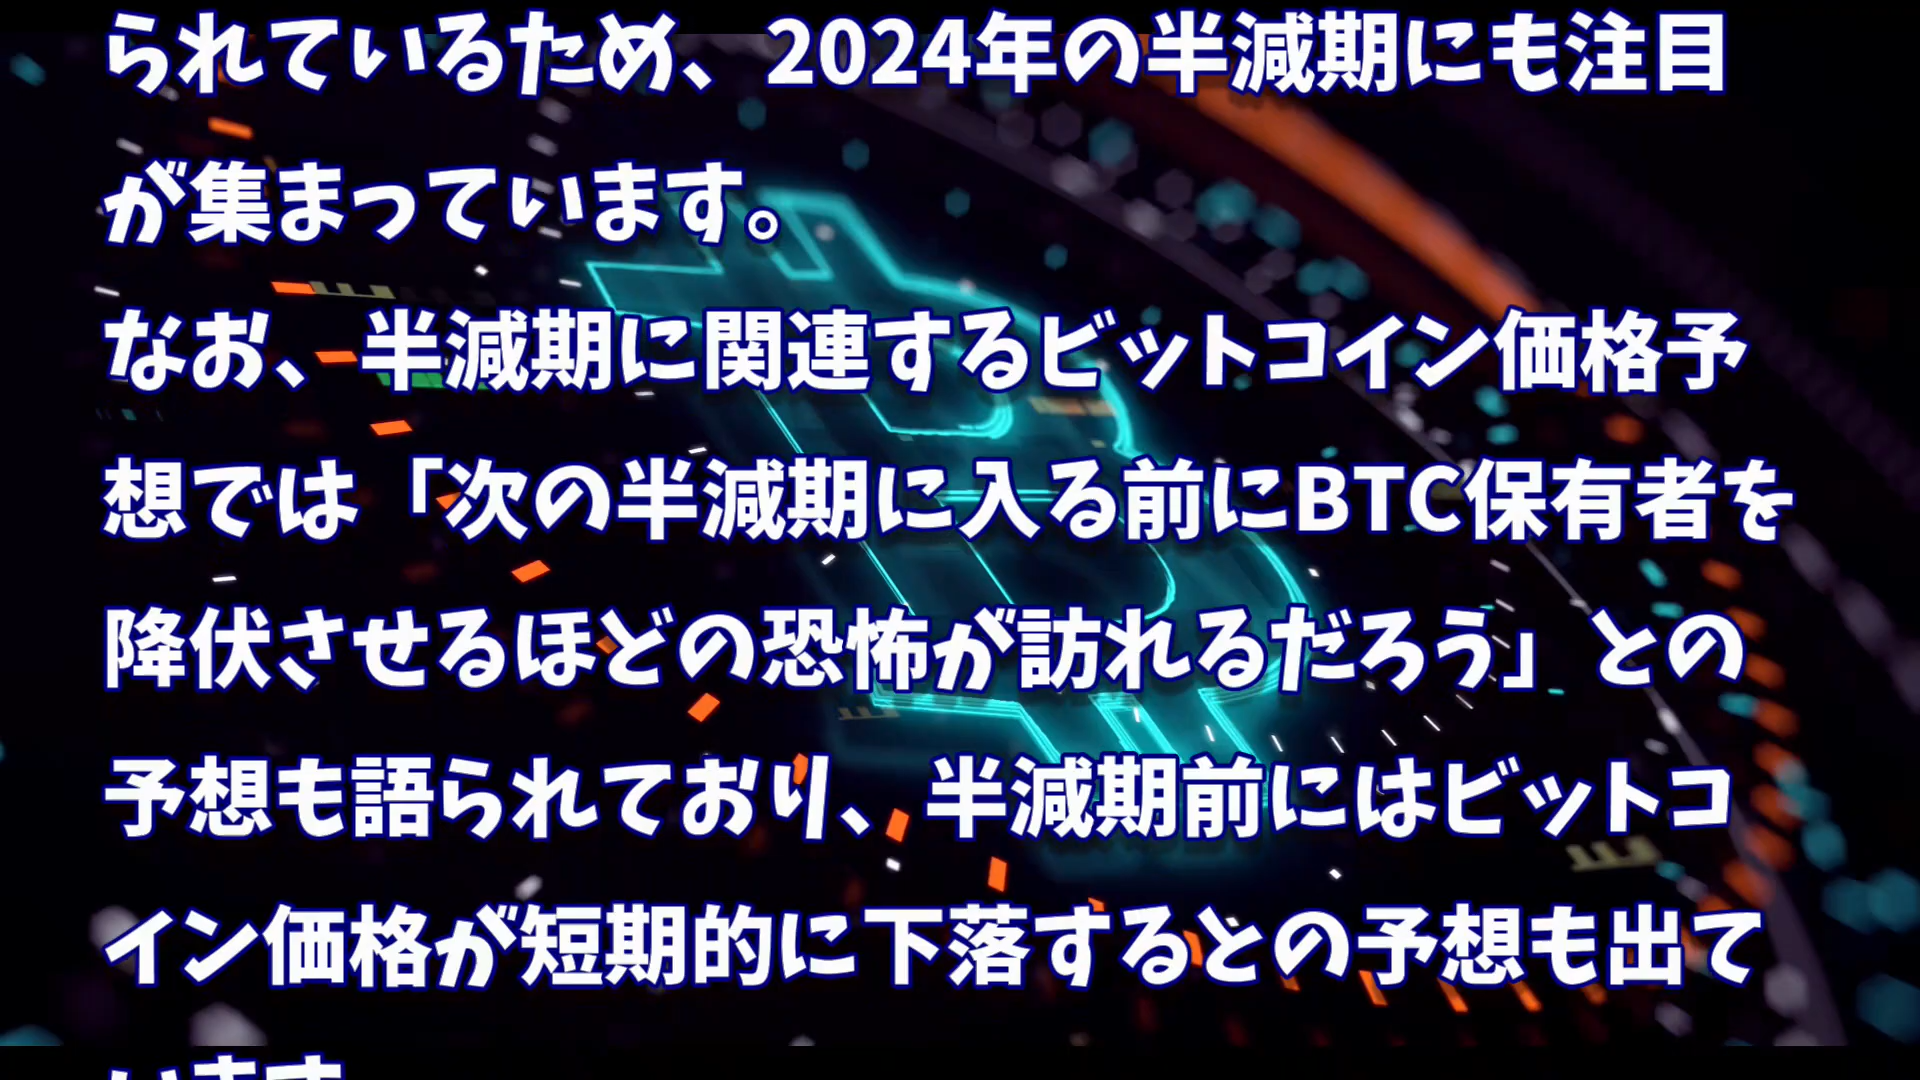 られているため、2024年の半減期にも注目
が集まっています。
なお、半減期に関連するビットコイン価格予
想では「次の半減期に入る前にBTC保有者を
降伏させるほどの恐怖が訪れるだろう」との
予想も語られており、半減期前にはビットコ
イン価格が短期的に下落するとの予想も出て
います